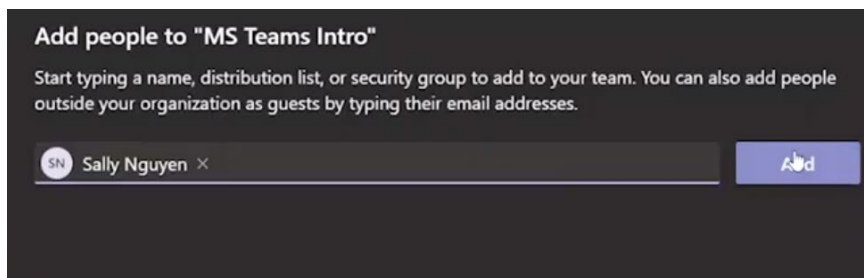 Add people to "MS Teams Intro"
Start typing a name, distribution list, or security group to add to your team. You can also add people
outside your organization as guests by typing their email addresses.
SN Sally Nguyen ×
Add